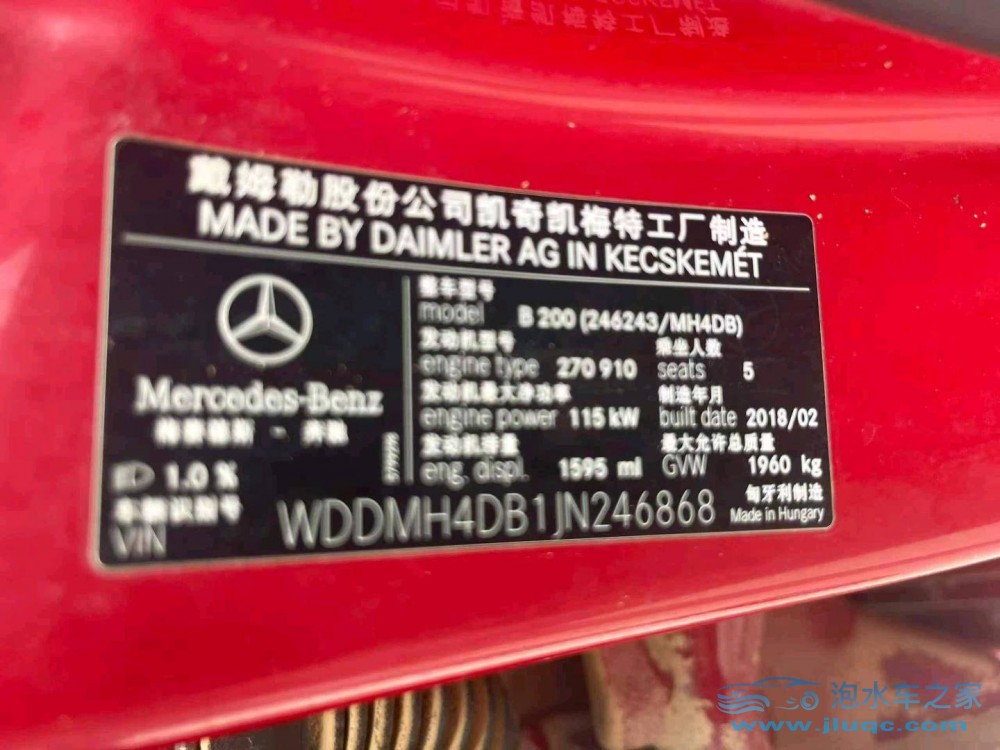 戴姆勒股份公司凯奇凯梅特工厂制造
MADE BY DAIMLER AG IN KECSKEMÉT
整车型号
model B 200 (246243/MH4DB)
发动机型号 乘坐人数
engine type 270 910 seats 5
发动机最大净功率 制造年月
engine power 115 kW built date 2018/02
发动机排量 最大允许总质量
eng. displ. 1595 ml GVW 1960 kg
Mercedes-Benz
梅赛德斯 - 奔驰
1.0 %
车辆识别号
VIN WDDMH4DB1JN246868
匈牙利制造
Made in Hungary
泡水车之家
www.jluqc.com